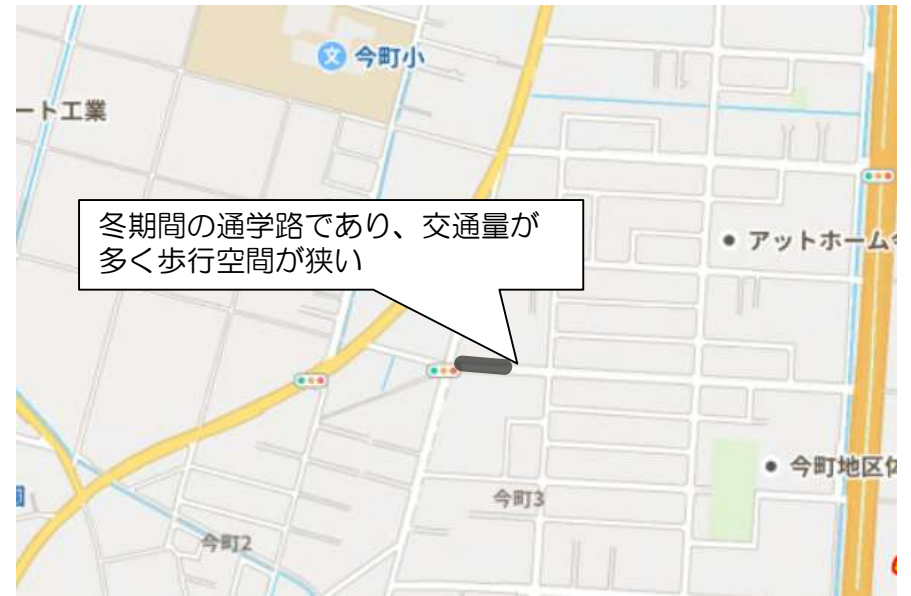 今町小
ート工業
冬期間の通学路であり、交通量が
多く歩行空間が狭い
アットホーム
今町地区
今町3
今町2